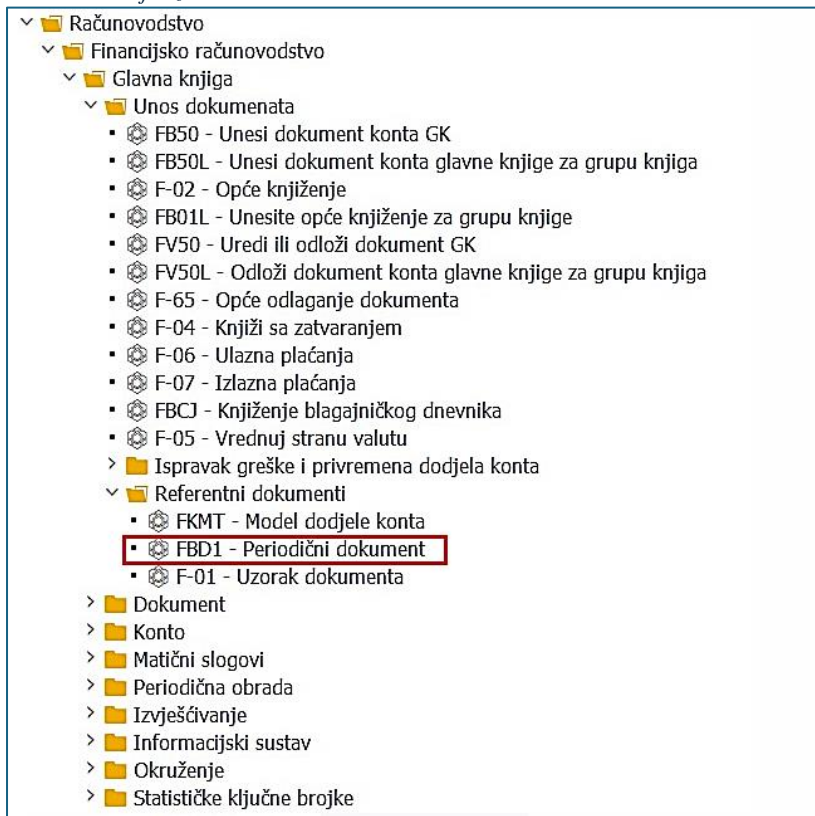 Računovodstvo
Financijsko računovodstvo
Glavna knjiga
Unos dokumenata
FB50 - Unesi dokument konta GK
FB50L - Unesi dokument konta glavne knjige za grupu knjiga
F-02 - Opće knjiženje
FB01L - Unesite opće knjiženje za grupu knjige
FV50 - Uredi ili odloži dokument GK
FV50L - Odloži dokument konta glavne knjige za grupu knjiga
F-65 - Opće odlaganje dokumenta
F-04 - Knjiži sa zatvaranjem
F-06 - Ulazna plaćanja
F-07 - Izlazna plaćanja
FBCJ - Knjiženje blagajničkog dnevnika
F-05 - Vrednuj stranu valutu
Ispravak greške i privremena dodjela konta
Referentni dokumenti
FKMT - Model dodjele konta
FBD1 - Periodični dokument
F-01 - Uzorak dokumenta
Dokument
Konto
Matični slogovi
Periodična obrada
Izvješćivanje
Informacijski sustav
Okruženje
Statističke ključne brojke